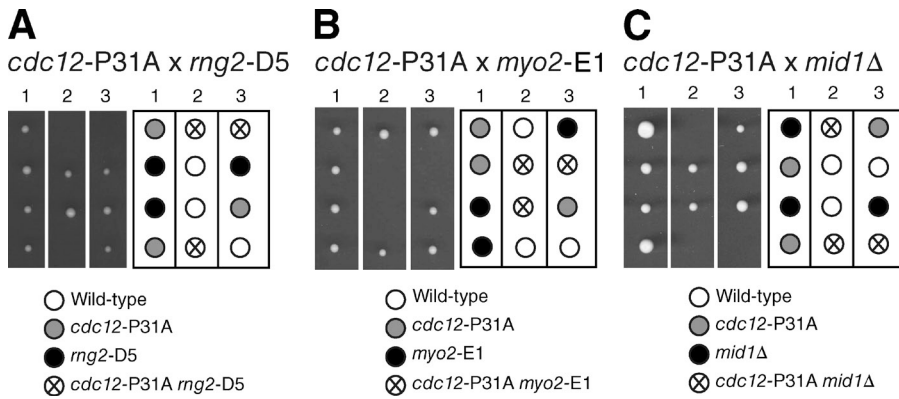 A
cdc12-P31A x rng2-D5
1 2 3 1 2 3
Wild-type
cdc12-P31A
rng2-D5
cdc12-P31A rng2-D5
B
cdc12-P31A x myo2-E1
1 2 3 1 2 3
Wild-type
cdc12-P31A
myo2-E1
cdc12-P31A myo2-E1
C
cdc12-P31A x mid1Δ
1 2 3 1 2 3
Wild-type
cdc12-P31A
mid1Δ
cdc12-P31A mid1Δ